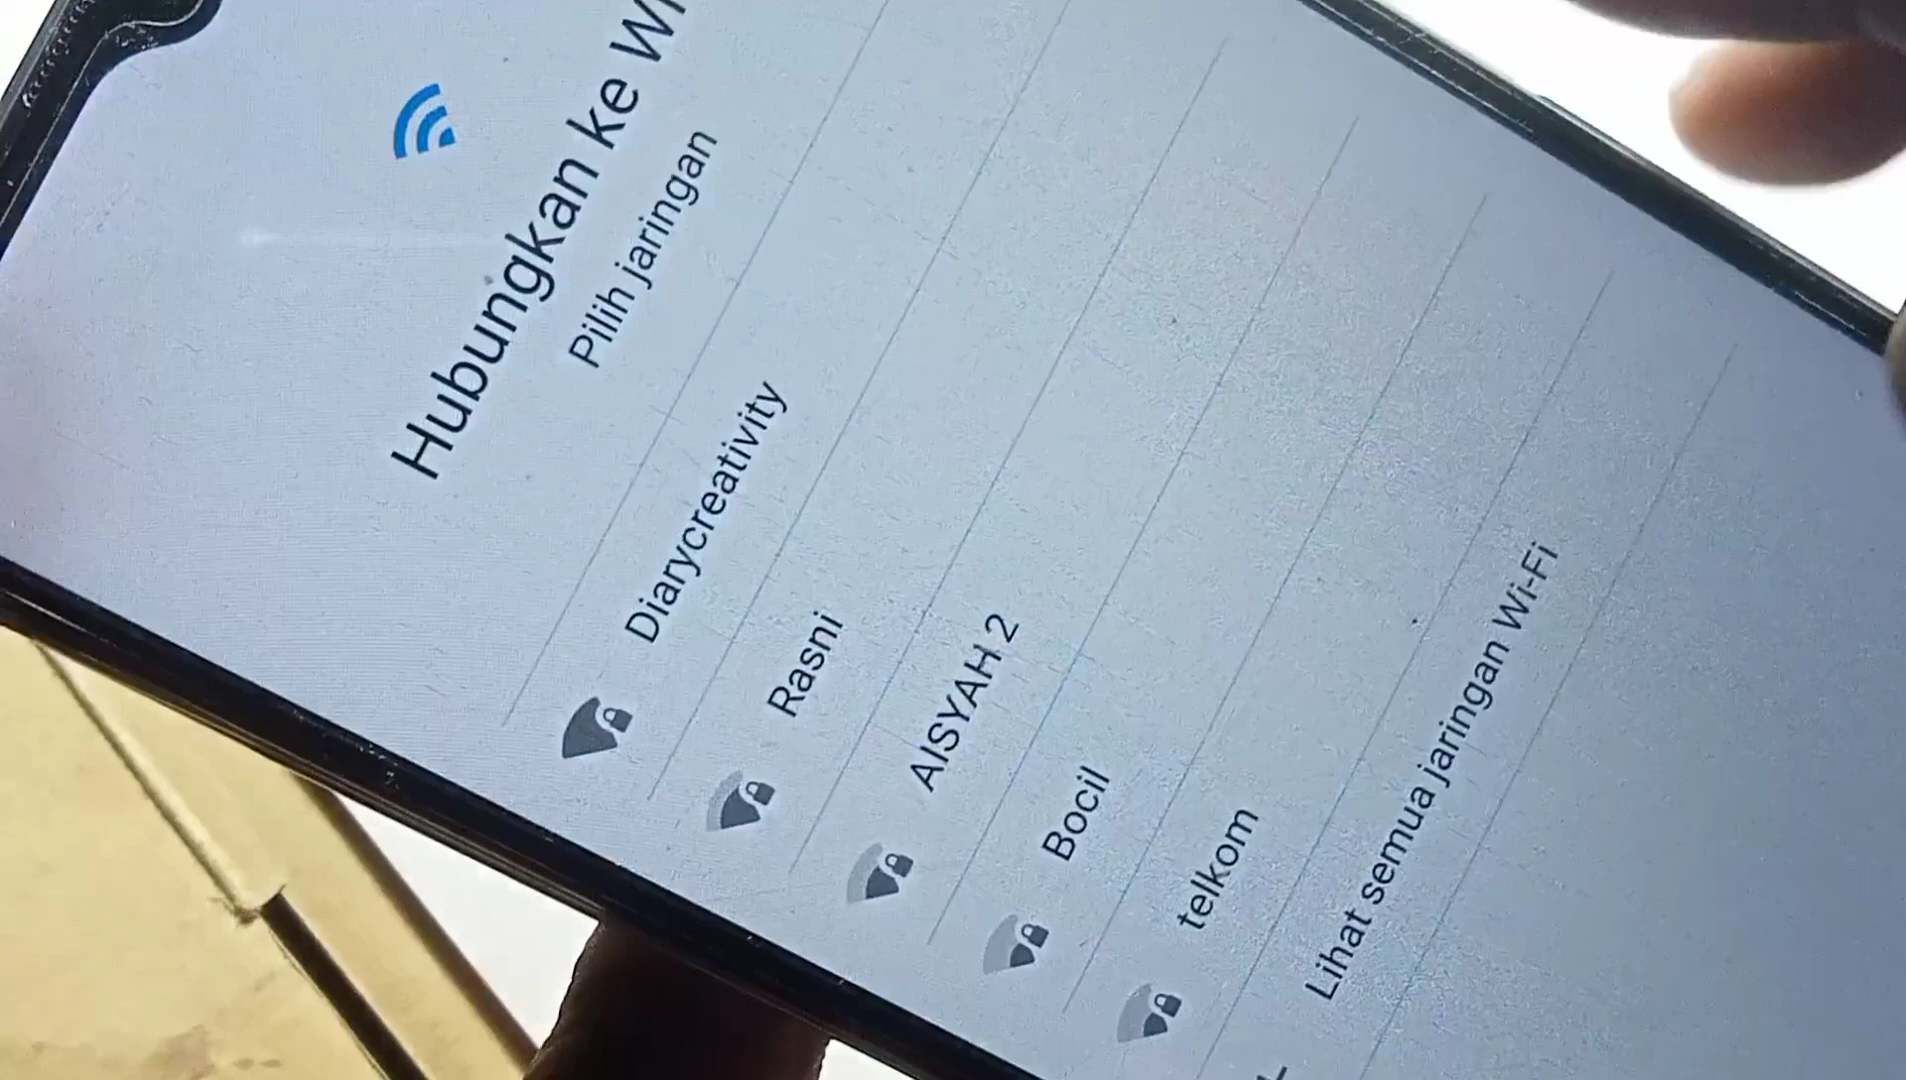 Hubungkan ke Wi
Pilih jaringan
Diarycreativity
Rasni
AISYAH 2
Bocil
telkom
Lihat semua jaringan Wi-Fi